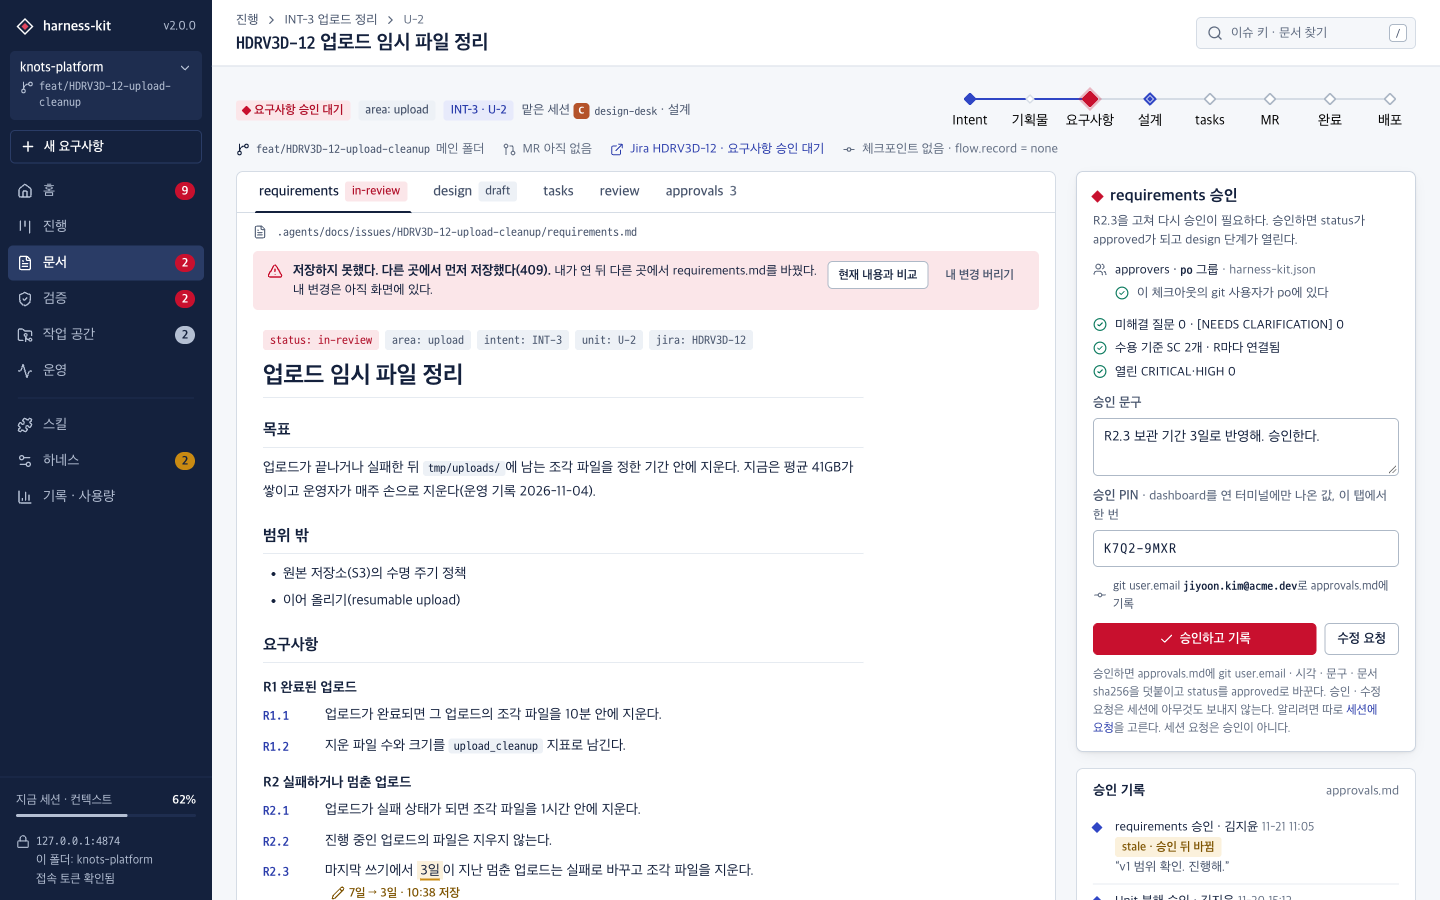 harness-kit v2.0.0
knots-platform
feat/HDRV3D-12-upload-
cleanup
새 요구사항
홈 9
진행
문서 2
검증 2
작업 공간 2
운영
스킬
하네스 2
기록 · 사용량
지금 세션 · 컨텍스트 62%
127.0.0.1:4874
이 폴더: knots-platform
접속 토큰 확인됨
진행 > INT-3 업로드 정리 > U-2
HDRV3D-12 업로드 임시 파일 정리
이슈 키 · 문서 찾기 /
요구사항 승인 대기 area: upload INT-3 · U-2 맡은 세션 C design-desk · 설계
Intent 기획물 요구사항 설계 tasks MR 완료 배포
feat/HDRV3D-12-upload-cleanup 메인 폴더 MR 아직 없음 Jira HDRV3D-12 · 요구사항 승인 대기 체크포인트 없음 · flow.record = none
requirements in-review design draft tasks review approvals 3
.agents/docs/issues/HDRV3D-12-upload-cleanup/requirements.md
저장하지 못했다. 다른 곳에서 먼저 저장했다(409). 내가 연 뒤 다른 곳에서 requirements.md를 바꿨다.
내 변경은 아직 화면에 있다.
현재 내용과 비교 내 변경 버리기
status: in-review area: upload intent: INT-3 unit: U-2 jira: HDRV3D-12
업로드 임시 파일 정리
목표
업로드가 끝나거나 실패한 뒤 tmp/uploads/ 에 남는 조각 파일을 정한 기간 안에 지운다. 지금은 평균 41GB가
쌓이고 운영자가 매주 손으로 지운다(운영 기록 2026-11-04).
범위 밖
• 원본 저장소(S3)의 수명 주기 정책
• 이어 올리기(resumable upload)
요구사항
R1 완료된 업로드
R1.1 업로드가 완료되면 그 업로드의 조각 파일을 10분 안에 지운다.
R1.2 지운 파일 수와 크기를 upload_cleanup 지표로 남긴다.
R2 실패하거나 멈춘 업로드
R2.1 업로드가 실패 상태가 되면 조각 파일을 1시간 안에 지운다.
R2.2 진행 중인 업로드의 파일은 지우지 않는다.
R2.3 마지막 쓰기에서 3일 이 지난 멈춘 업로드는 실패로 바꾸고 조각 파일을 지운다.
7일 → 3일 · 10:38 저장
requirements 승인
R2.3을 고쳐 다시 승인이 필요하다. 승인하면 status가
approved가 되고 design 단계가 열린다.
approvers · po 그룹 · harness-kit.json
이 체크아웃의 git 사용자가 po에 있다
미해결 질문 0 · [NEEDS CLARIFICATION] 0
수용 기준 SC 2개 · R마다 연결됨
열린 CRITICAL·HIGH 0
승인 문구
R2.3 보관 기간 3일로 반영해. 승인한다.
승인 PIN · dashboard를 연 터미널에만 나온 값, 이 탭에서
한 번
K7Q2-9MXR
git user.email jiyoon.kim@acme.dev로 approvals.md에
기록
승인하고 기록 수정 요청
승인하면 approvals.md에 git user.email · 시각 · 문구 · 문서
sha256을 덧붙이고 status를 approved로 바꾼다. 승인 · 수정
요청은 세션에 아무것도 보내지 않는다. 알리려면 따로 세션에
요청을 고른다. 세션 요청은 승인이 아니다.
승인 기록 approvals.md
requirements 승인 · 김지윤 11-21 11:05
stale · 승인 뒤 바뀜
“v1 범위 확인. 진행해.”
Unit 분해 승인 · 김지윤 11-20 15:12